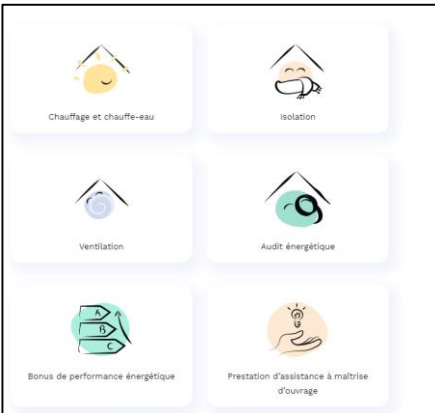 Chauffage et chauffe-eau
Isolation
Ventilation
Audit énergétique
A
B
C
Bonus de performance énergétique
Prestation d'assistance à maîtrise
d'ouvrage